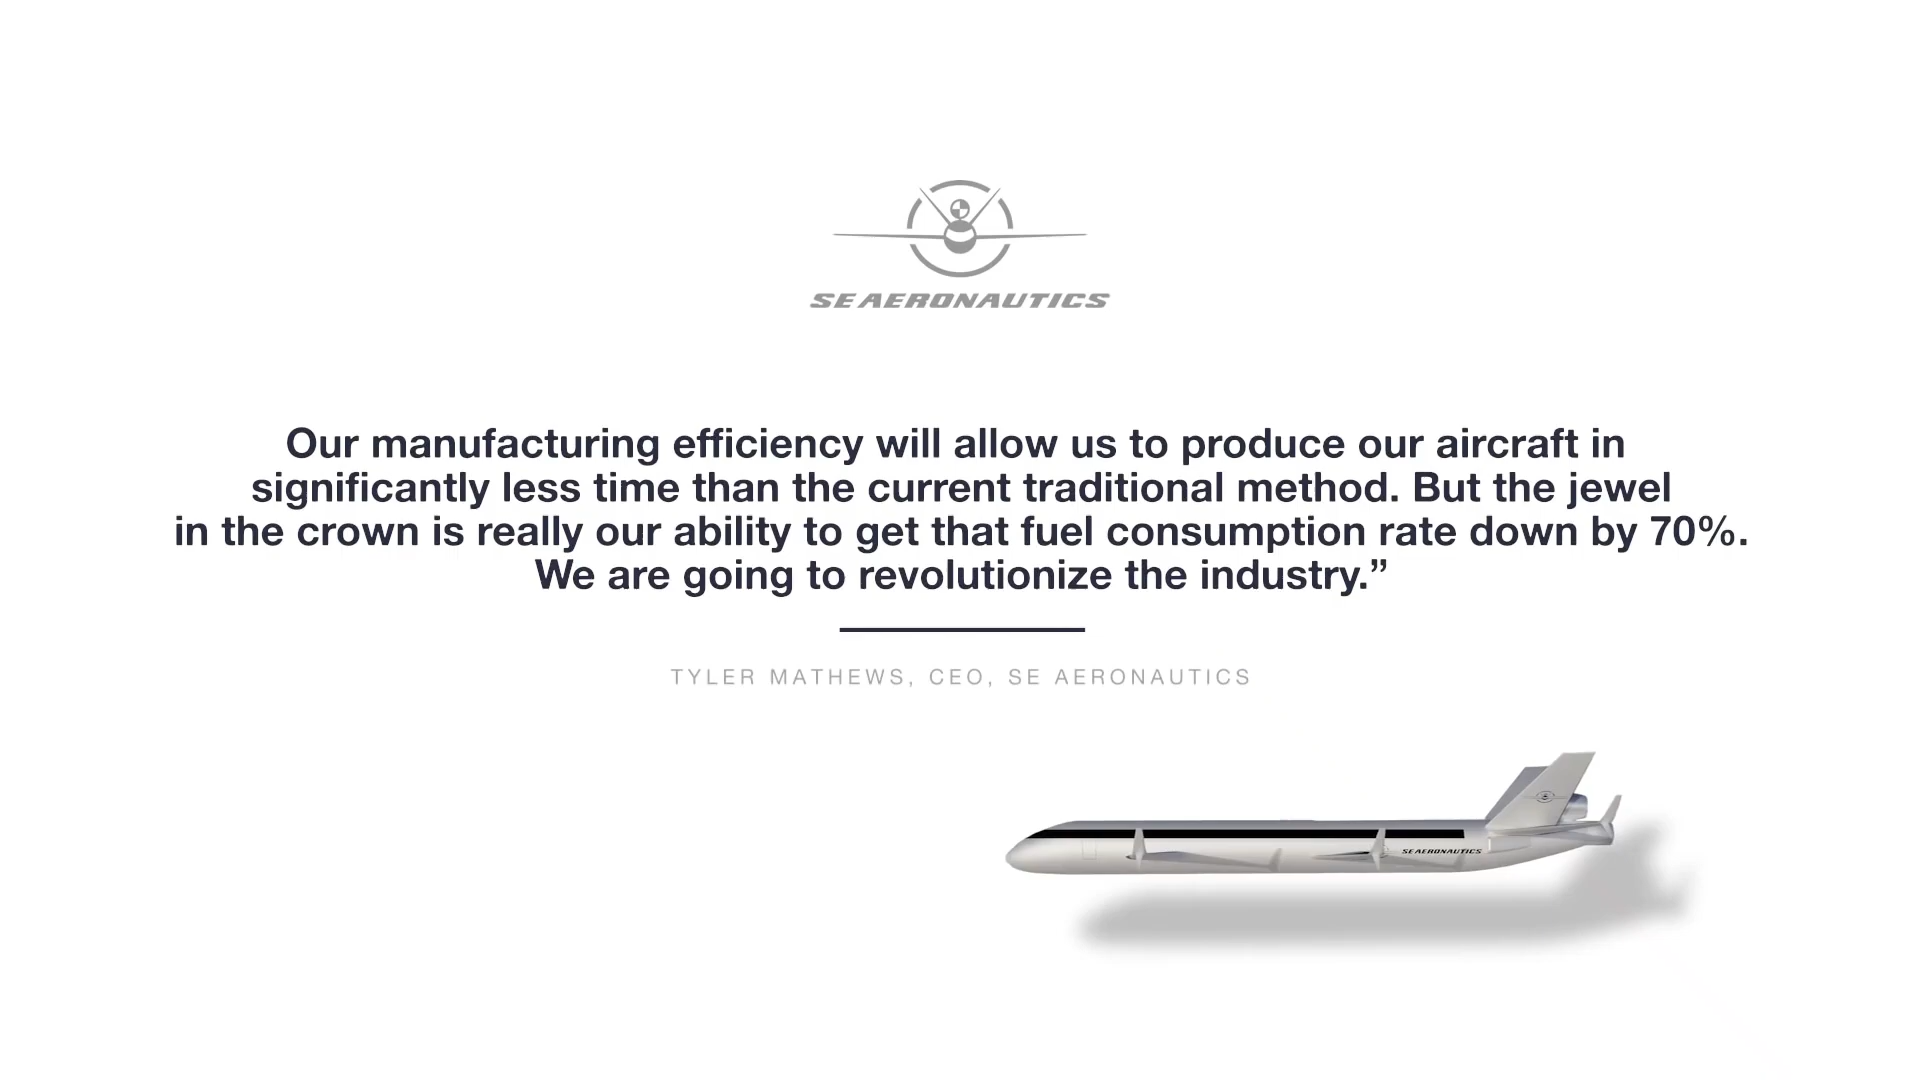 SE AERONAUTICS
Our manufacturing efficiency will allow us to produce our aircraft in
significantly less time than the current traditional method. But the jewel
in the crown is really our ability to get that fuel consumption rate down by 70%.
We are going to revolutionize the industry.”
TYLER MATHEWS, CEO, SE AERONAUTICS
SE AERONAUTICS